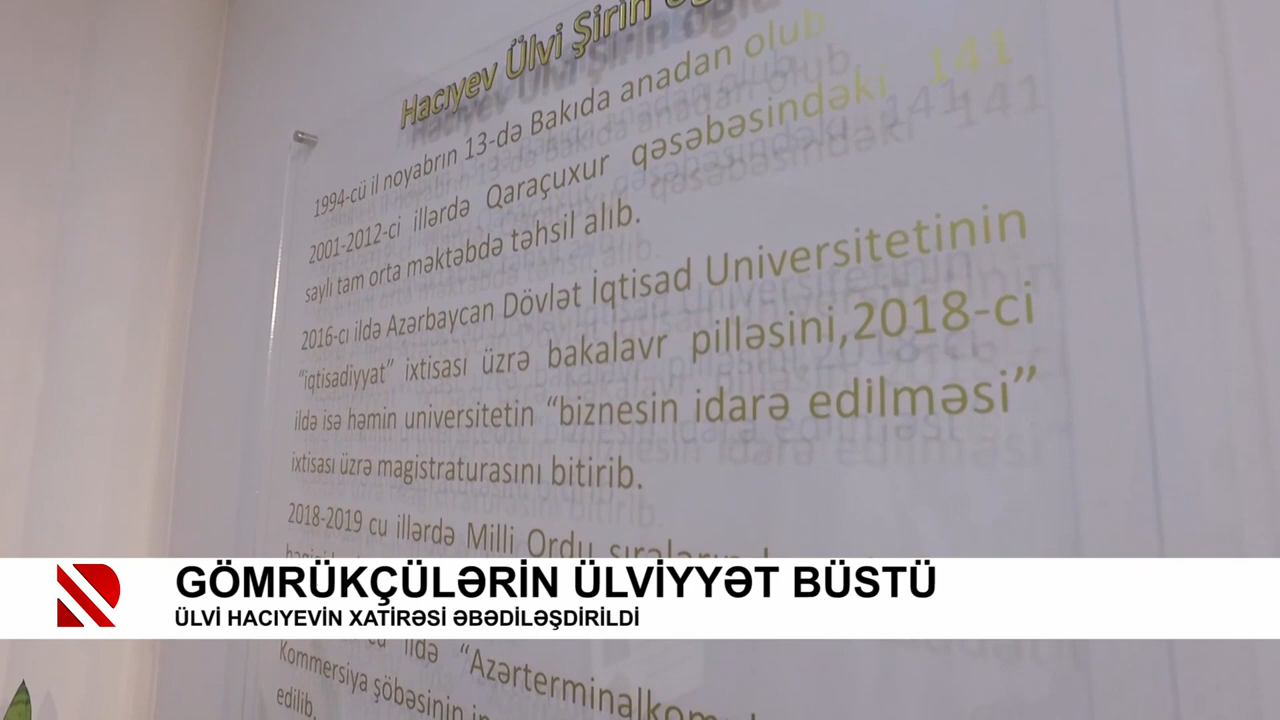 Hacıyev Ülvi Şirin
1994-cü il noyabrın 13-də Bakıda anadan olub.
2001-2012-ci illərdə Qaraçuxur qəsəbəsindəki 141
saylı tam orta məktəbdə təhsil alıb.
2016-cı ildə Azərbaycan Dövlət İqtisad Universitetinin
“iqtisadiyyat” ixtisası üzrə bakalavr pilləsini,2018-ci
ildə isə həmin universitetin “biznesin idarə edilməsi”
ixtisası üzrə magistraturasını bitirib.
2018-2019 cu illərdə Milli Ordu
GÖMRÜKÇÜLƏRİN ÜLVİYYƏT BÜSTÜ
ÜLVİ HACIYEVİN XATİRƏSİ ƏBƏDİLƏŞDİRİLDİ
ildə
Kommersiya şöbəsinin
edilib.